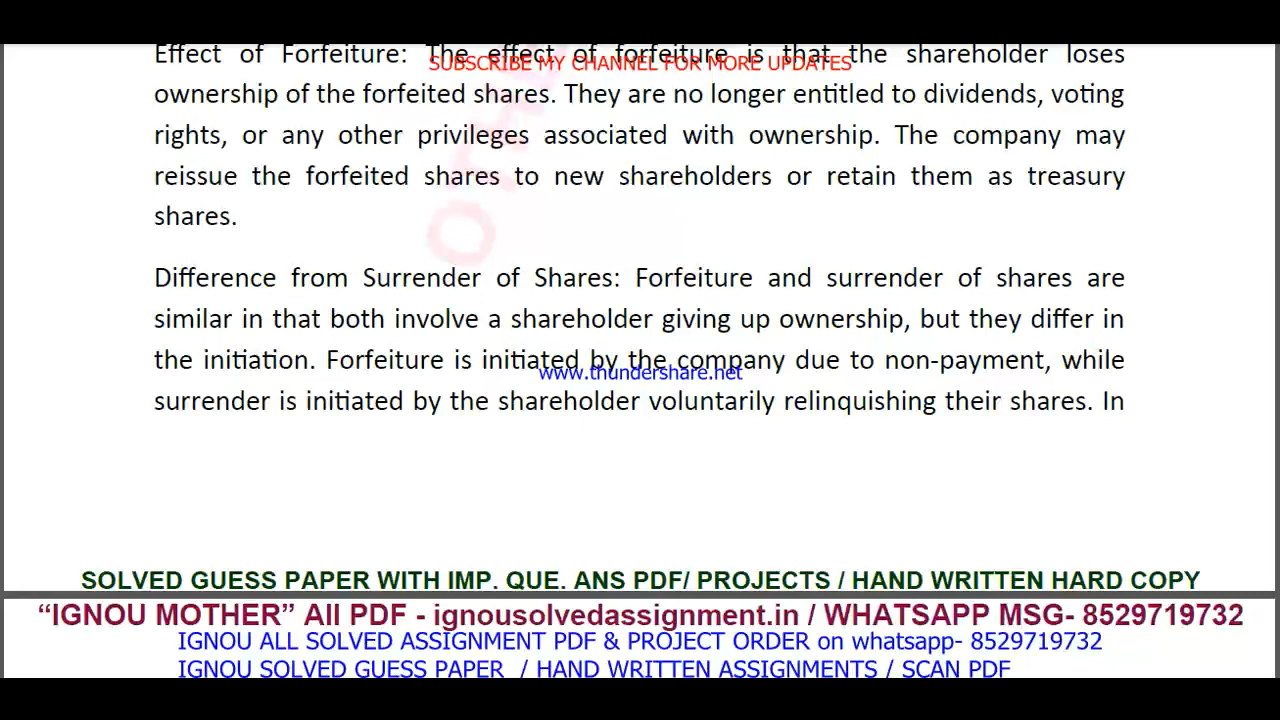 Effect of Forfeiture: The effect of forfeiture is that the shareholder loses
SUBSCRIBE MY CHANNEL FOR MORE UPDATES
ownership of the forfeited shares. They are no longer entitled to dividends, voting
rights, or any other privileges associated with ownership. The company may
reissue the forfeited shares to new shareholders or retain them as treasury
shares.
Difference from Surrender of Shares: Forfeiture and surrender of shares are
similar in that both involve a shareholder giving up ownership, but they differ in
the initiation. Forfeiture is initiated by the company due to non-payment, while
www.thundershare.net
surrender is initiated by the shareholder voluntarily relinquishing their shares. In
SOLVED GUESS PAPER WITH IMP. QUE. ANS PDF/ PROJECTS / HAND WRITTEN HARD COPY
“IGNOU MOTHER” All PDF - ignousolvedassignment.in / WHATSAPP MSG- 8529719732
IGNOU ALL SOLVED ASSIGNMENT PDF & PROJECT ORDER on whatsapp- 8529719732
IGNOU SOLVED GUESS PAPER / HAND WRITTEN ASSIGNMENTS / SCAN PDF